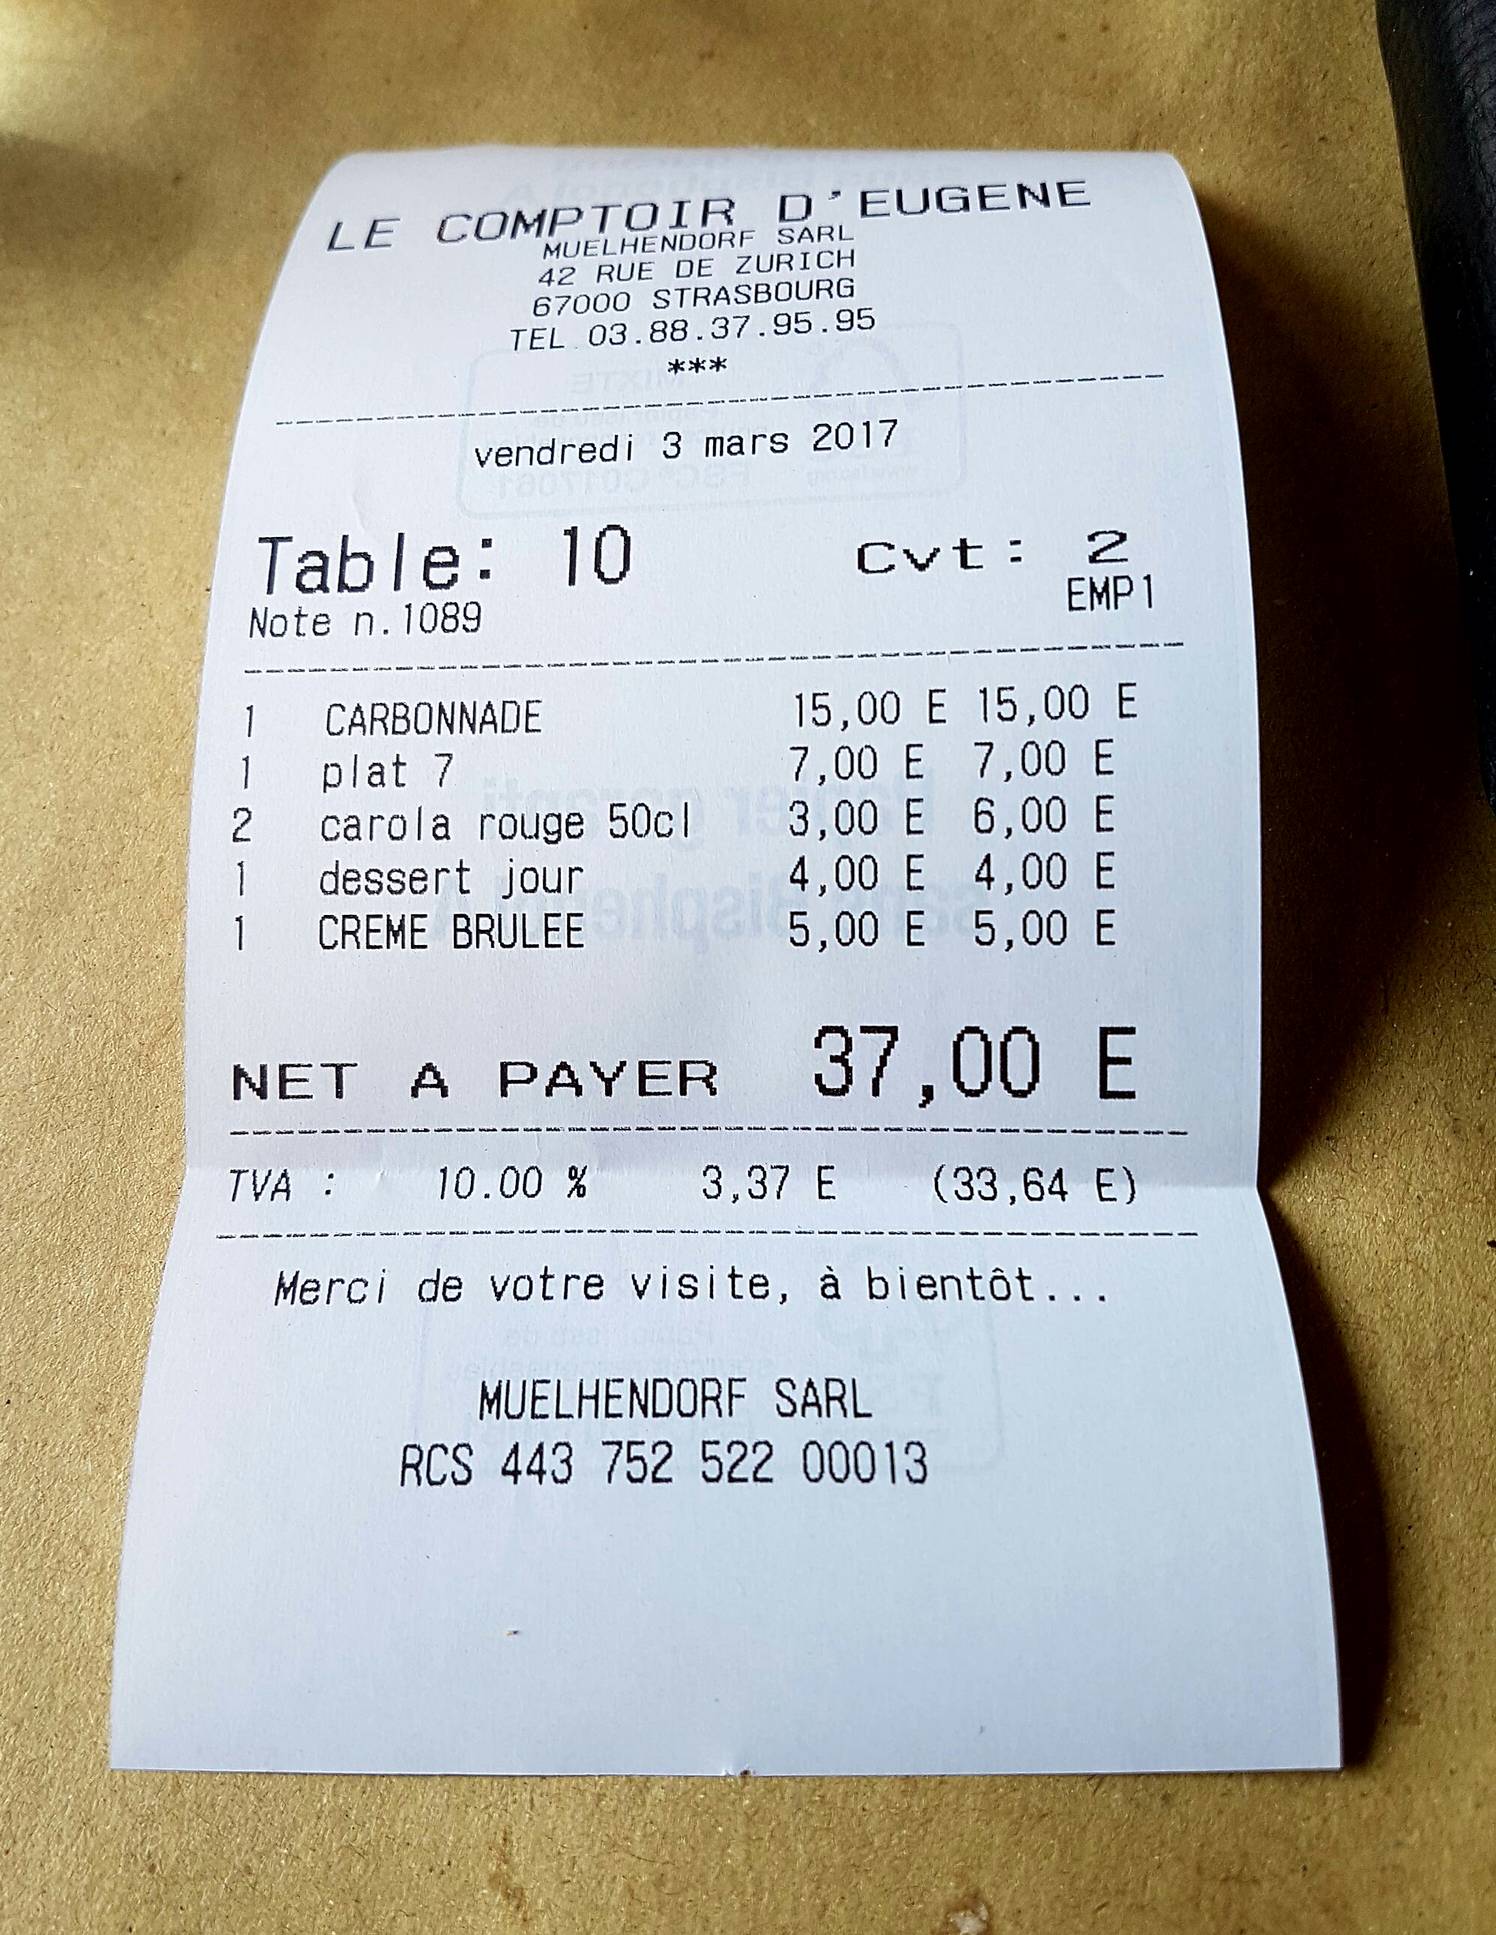 LE COMPTOIR D'EUGENE
MUELHENDORF SARL
42 RUE DE ZURICH
67000 STRASBOURG
TEL 03.88.37.95.95
***
vendredi 3 mars 2017
Table: 10 Cvt: 2
Note n.1089 EMP1
1 CARBONNADE 15,00 E 15,00 E
1 plat 7 7,00 E 7,00 E
2 carola rouge 50cl 3,00 E 6,00 E
1 dessert jour 4,00 E 4,00 E
1 CREME BRULEE 5,00 E 5,00 E
NET A PAYER 37,00 E
TVA : 10.00 % 3,37 E (33,64 E)
Merci de votre visite, à bientôt...
MUELHENDORF SARL
RCS 443 752 522 00013